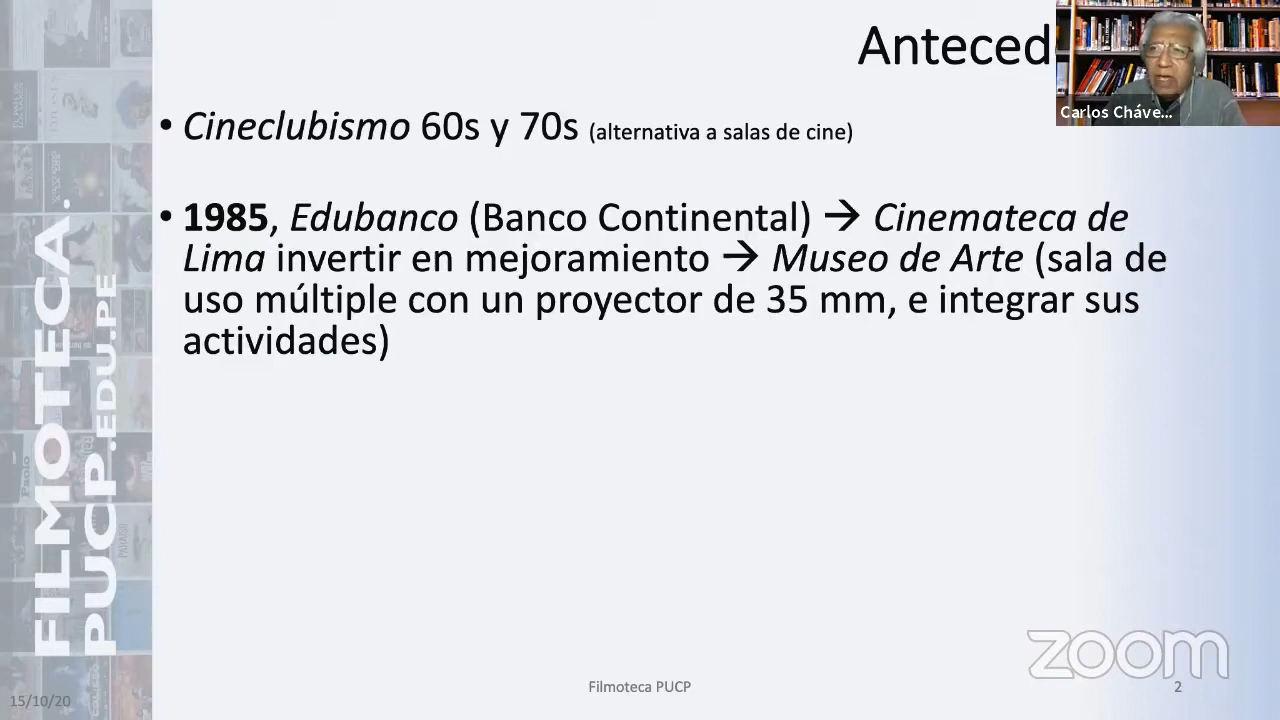 Anteced
Carlos Cháve...
• Cineclubismo 60s y 70s (alternativa a salas de cine)
• 1985, Edubanco (Banco Continental) → Cinemateca de
Lima invertir en mejoramiento → Museo de Arte (sala de
uso múltiple con un proyector de 35 mm, e integrar sus
actividades)
FILMOTECA.
PUCP.EDU.PE
zoom
15/10/20
Filmoteca PUCP
2